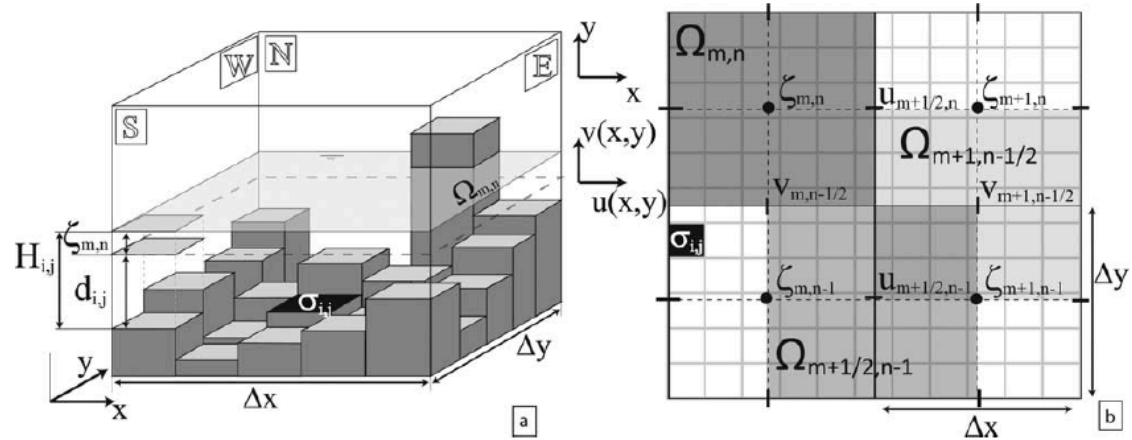 W
N
E
S
y
x
v(x,y)
u(x,y)
Ω_{m,n}
ζ_{m,n}
H_{i,j}
d_{i,j}
σ_{i,j}
y
x
Δx
Δy
a
Ω_{m,n}
ζ_{m,n}
u_{m+1/2,n}
ζ_{m+1,n}
Ω_{m+1,n-1/2}
v_{m,n-1/2}
v_{m+1,n-1/2}
σ_{i,j}
ζ_{m,n-1}
u_{m+1/2,n-1}
ζ_{m+1,n-1}
Δy
Ω_{m+1/2,n-1}
Δx
b